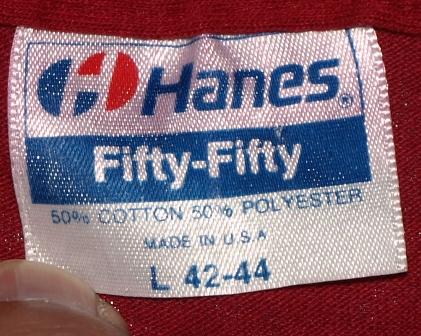 Hanes®
Fifty-Fifty
50% COTTON 50% POLYESTER
MADE IN U.S.A
L 42-44